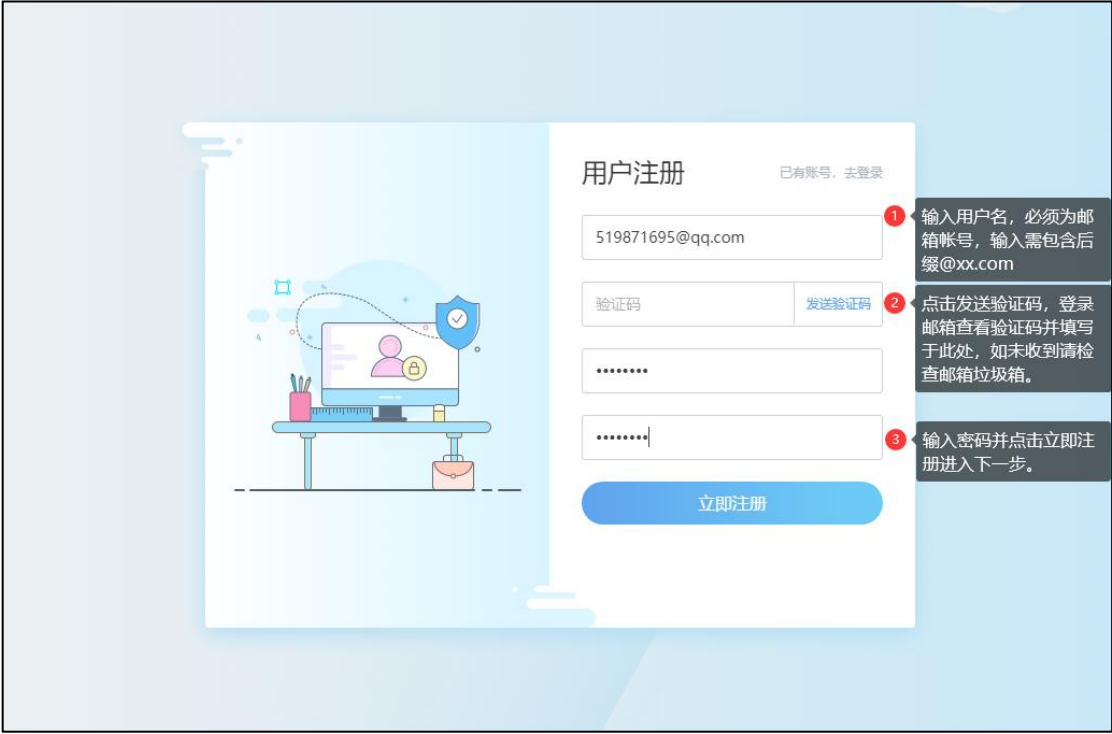 用户注册
已有账号，去登录
519871695@qq.com
1
输入用户名，必须为邮
箱帐号，输入需包含后
缀@xx.com
验证码
发送验证码
2
点击发送验证码，登录
邮箱查看验证码并填写
于此处，如未收到请检
查邮箱垃圾箱。
••••••••
••••••••
3
输入密码并点击立即注
册进入下一步。
立即注册